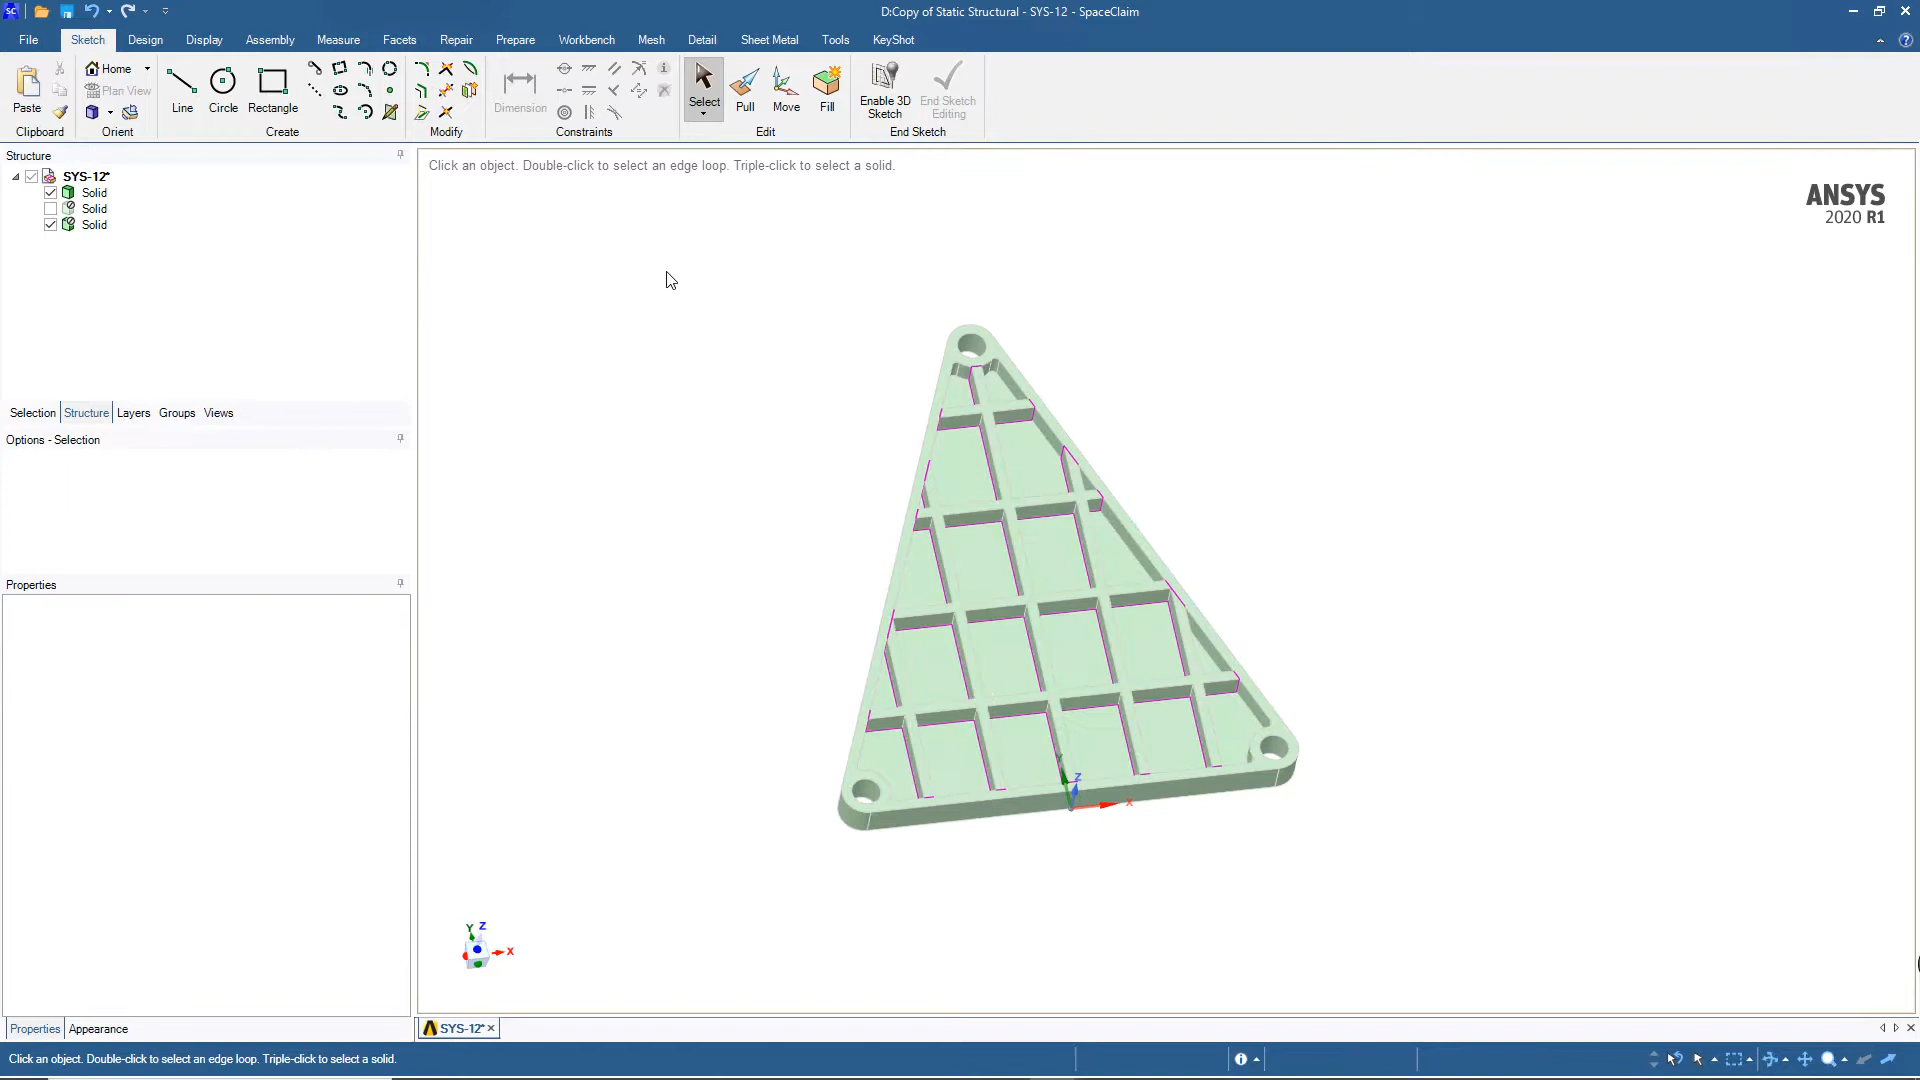 D:Copy of Static Structural - SYS-12 - SpaceClaim
File Sketch Design Display Assembly Measure Facets Repair Prepare Workbench Mesh Detail Sheet Metal Tools KeyShot
Paste
Clipboard
Home
Plan View
Orient
Line Circle Rectangle
Create
Modify
Dimension
Constraints
Select Pull Move Fill
Edit
Enable 3D Sketch
End Sketch Editing
End Sketch
Structure
SYS-12*
Solid
Solid
Solid
Selection Structure Layers Groups Views
Options - Selection
Properties
Properties Appearance
Click an object. Double-click to select an edge loop. Triple-click to select a solid.
ANSYS
2020 R1
Y
Z
X
Y Z
X
SYS-12*
Click an object. Double-click to select an edge loop. Triple-click to select a solid.